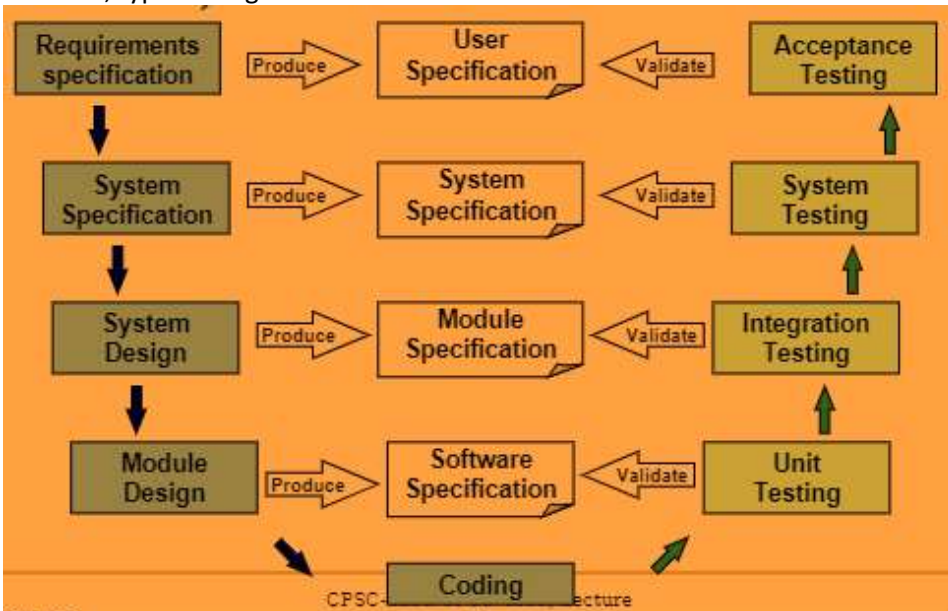 Requirements
specification
Produce
User
Specification
Validate
Acceptance
Testing
System
Specification
Produce
System
Specification
Validate
System
Testing
System
Design
Produce
Module
Specification
Validate
Integration
Testing
Module
Design
Produce
Software
Specification
Validate
Unit
Testing
Coding
CPSC-
ecture